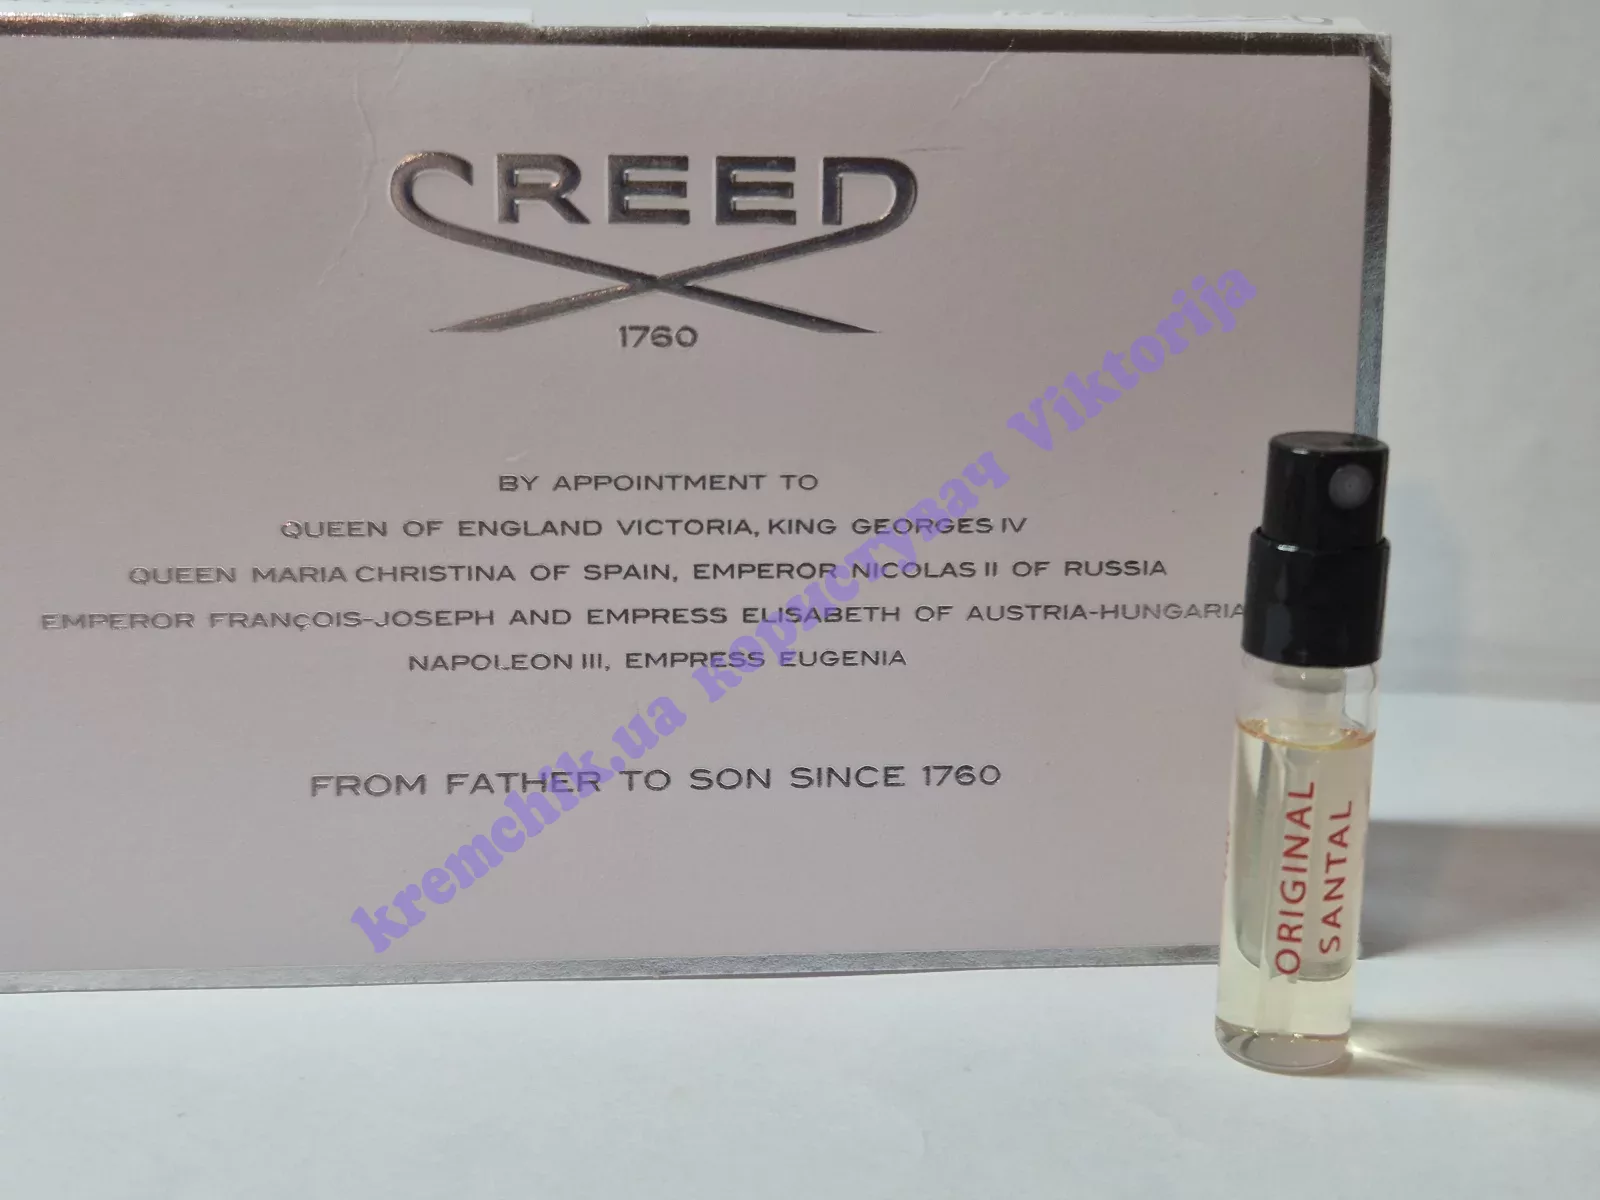 CREED
1760
BY APPOINTMENT TO
QUEEN OF ENGLAND VICTORIA, KING GEORGES IV
QUEEN MARIA CHRISTINA OF SPAIN, EMPEROR NICOLAS II OF RUSSIA
EMPEROR FRANÇOIS-JOSEPH AND EMPRESS ELISABETH OF AUSTRIA-HUNGARIA
NAPOLEON III, EMPRESS EUGENIA
FROM FATHER TO SON SINCE 1760
ORIGINAL
SANTAL
kremchik.ua користувач Viktorija